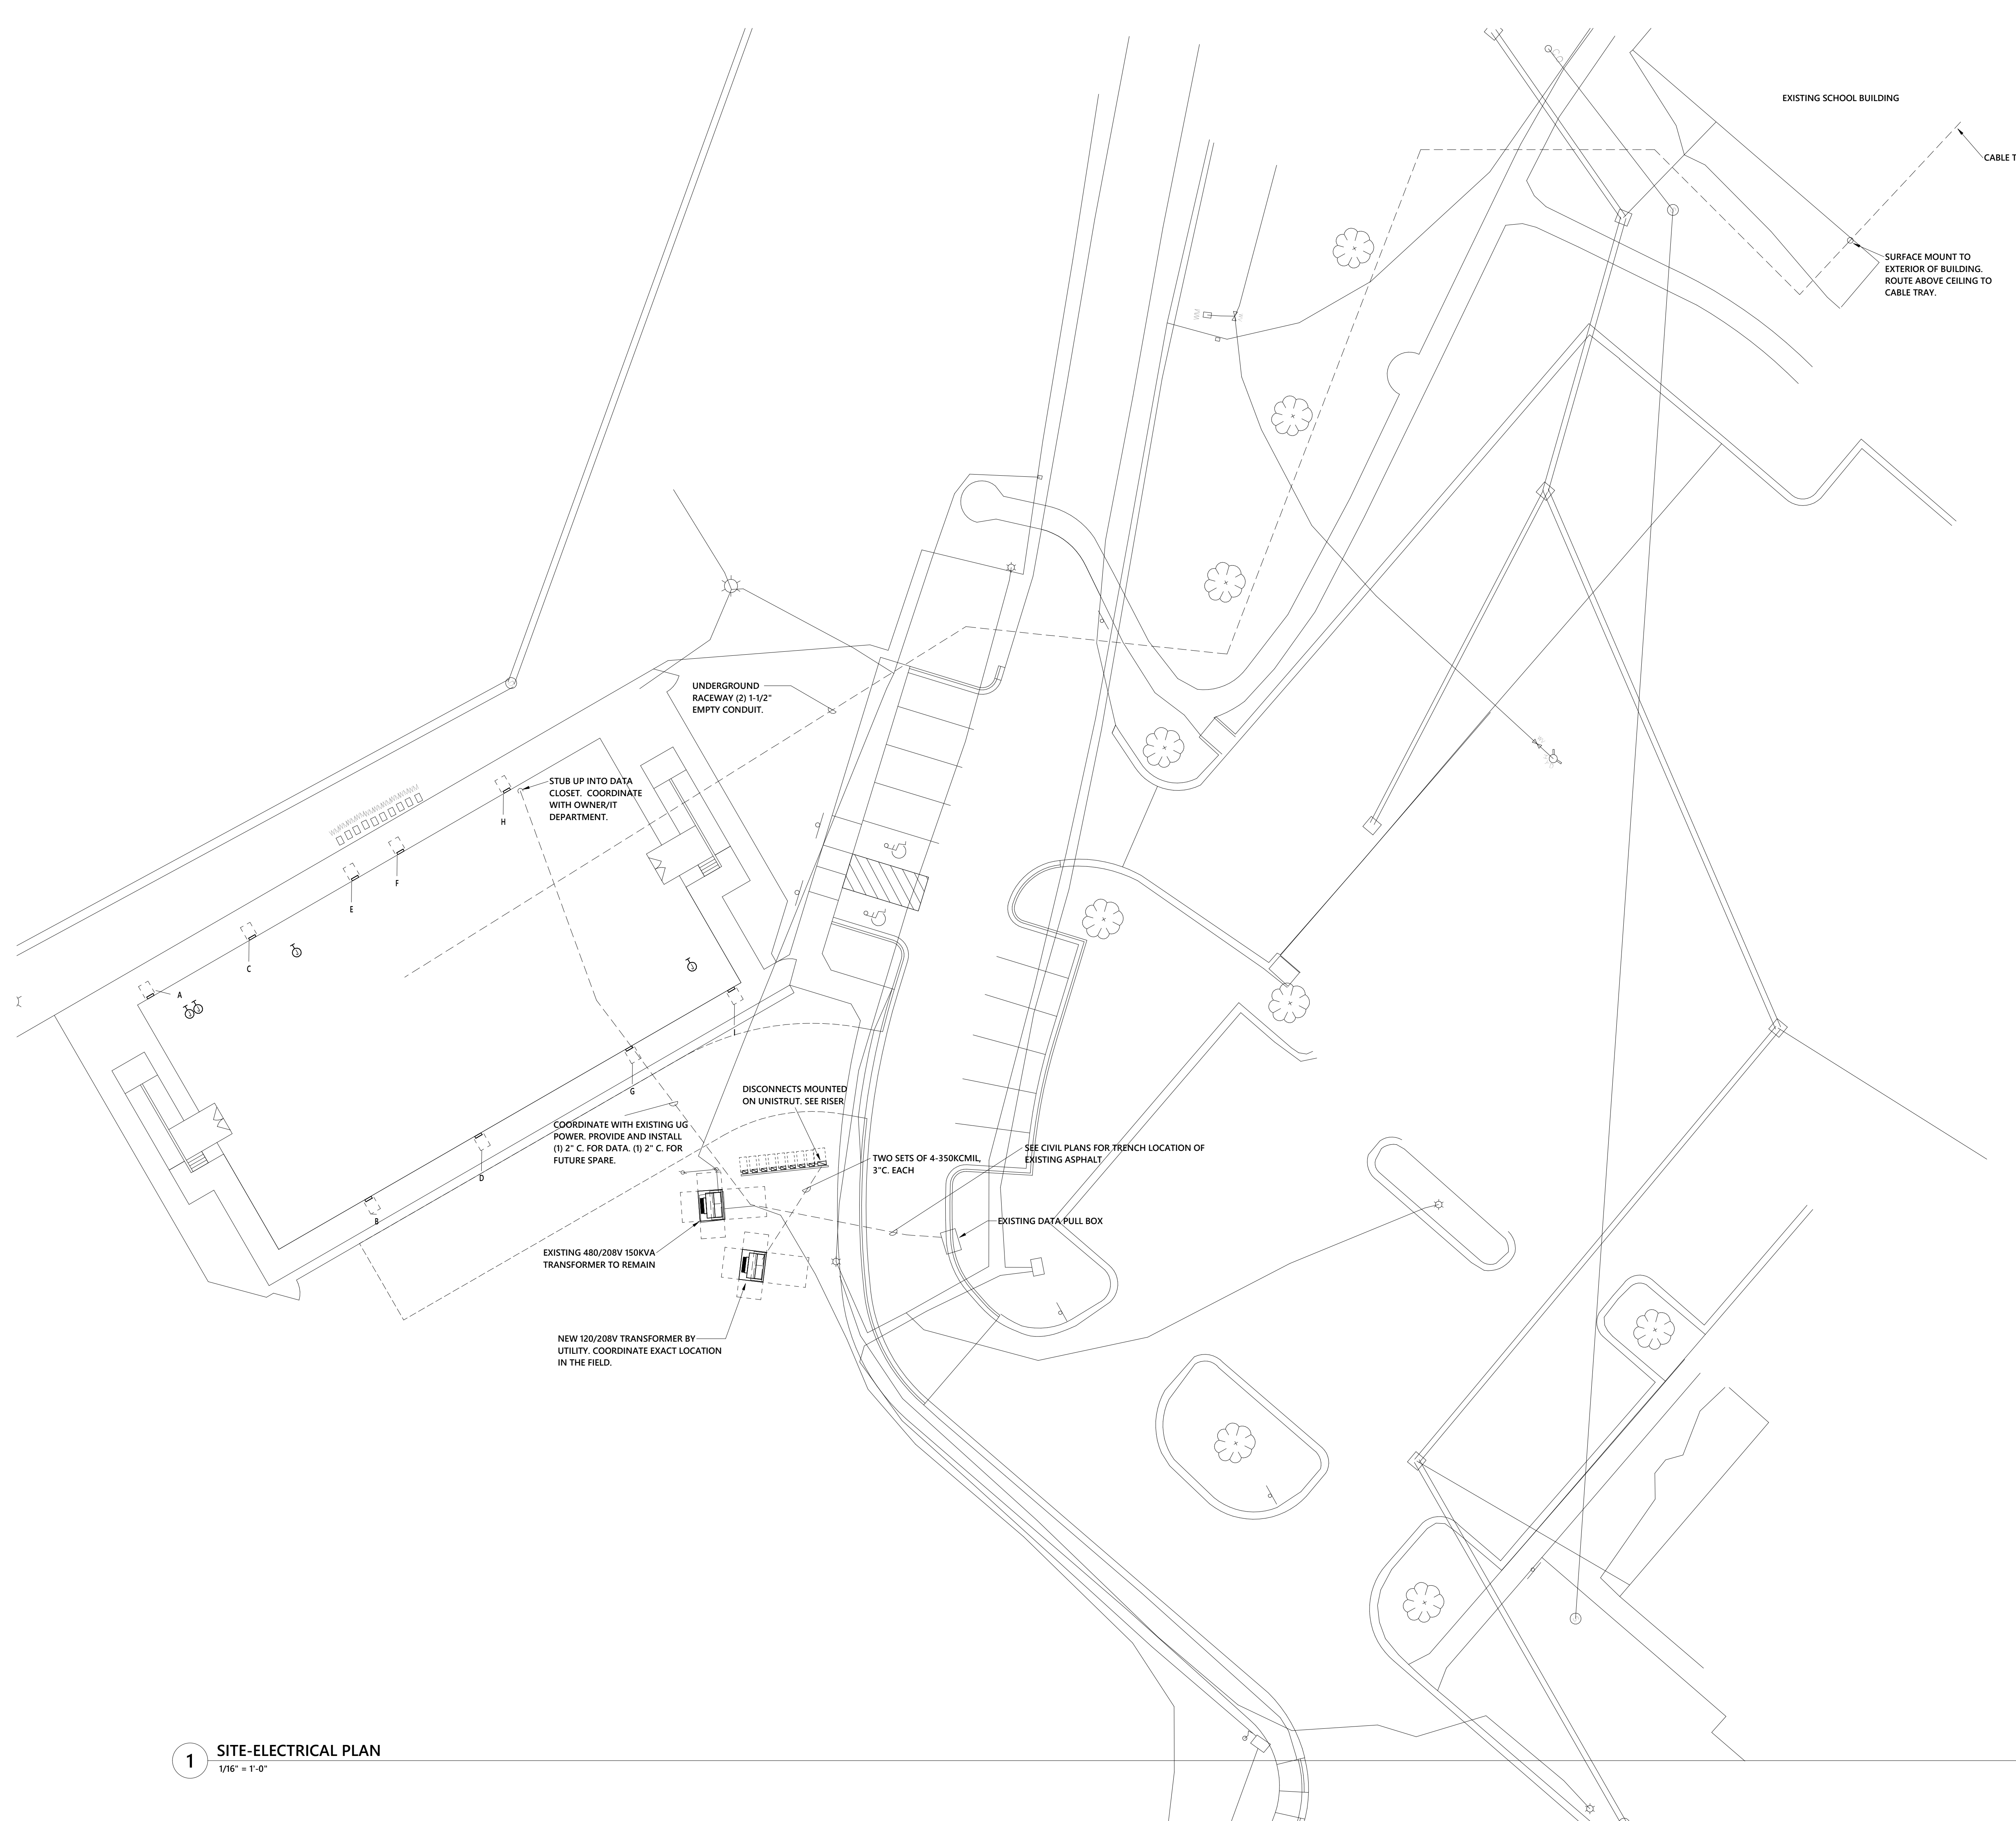 EXISTING SCHOOL BUILDING
CABLE T
SURFACE MOUNT TO
EXTERIOR OF BUILDING.
ROUTE ABOVE CEILING TO
CABLE TRAY.
UNDERGROUND
RACEWAY (2) 1-1/2"
EMPTY CONDUIT.
STUB UP INTO DATA
CLOSET. COORDINATE
WITH OWNER/IT
DEPARTMENT.
H
F
E
C
A
I
G
D
B
DISCONNECTS MOUNTED
ON UNISTRUT. SEE RISER
COORDINATE WITH EXISTING UG
POWER. PROVIDE AND INSTALL
(1) 2" C. FOR DATA. (1) 2" C. FOR
FUTURE SPARE.
TWO SETS OF 4-350KCMIL,
3"C. EACH
SEE CIVIL PLANS FOR TRENCH LOCATION OF
EXISTING ASPHALT
EXISTING DATA PULL BOX
EXISTING 480/208V 150KVA
TRANSFORMER TO REMAIN
NEW 120/208V TRANSFORMER BY
UTILITY. COORDINATE EXACT LOCATION
IN THE FIELD.
1
SITE-ELECTRICAL PLAN
1/16" = 1'-0"